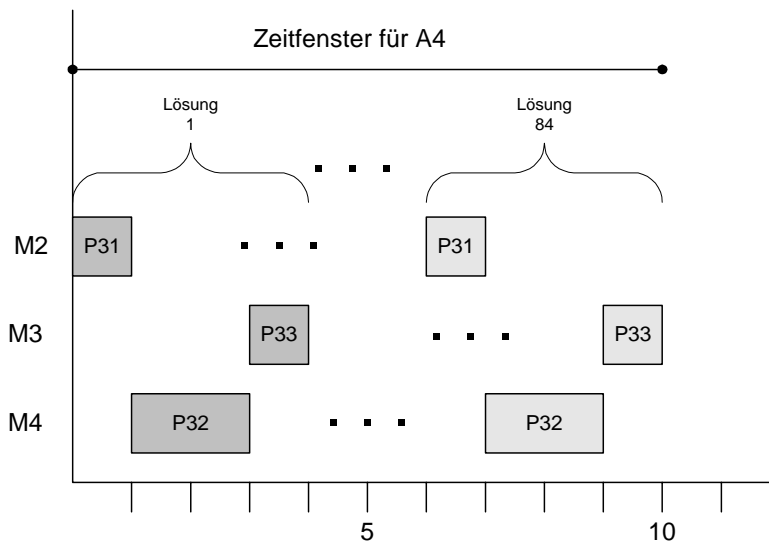 Zeitfenster für A4
Lösung
1
Lösung
84
M2
P31
P31
M3
P33
P33
M4
P32
P32
5
10